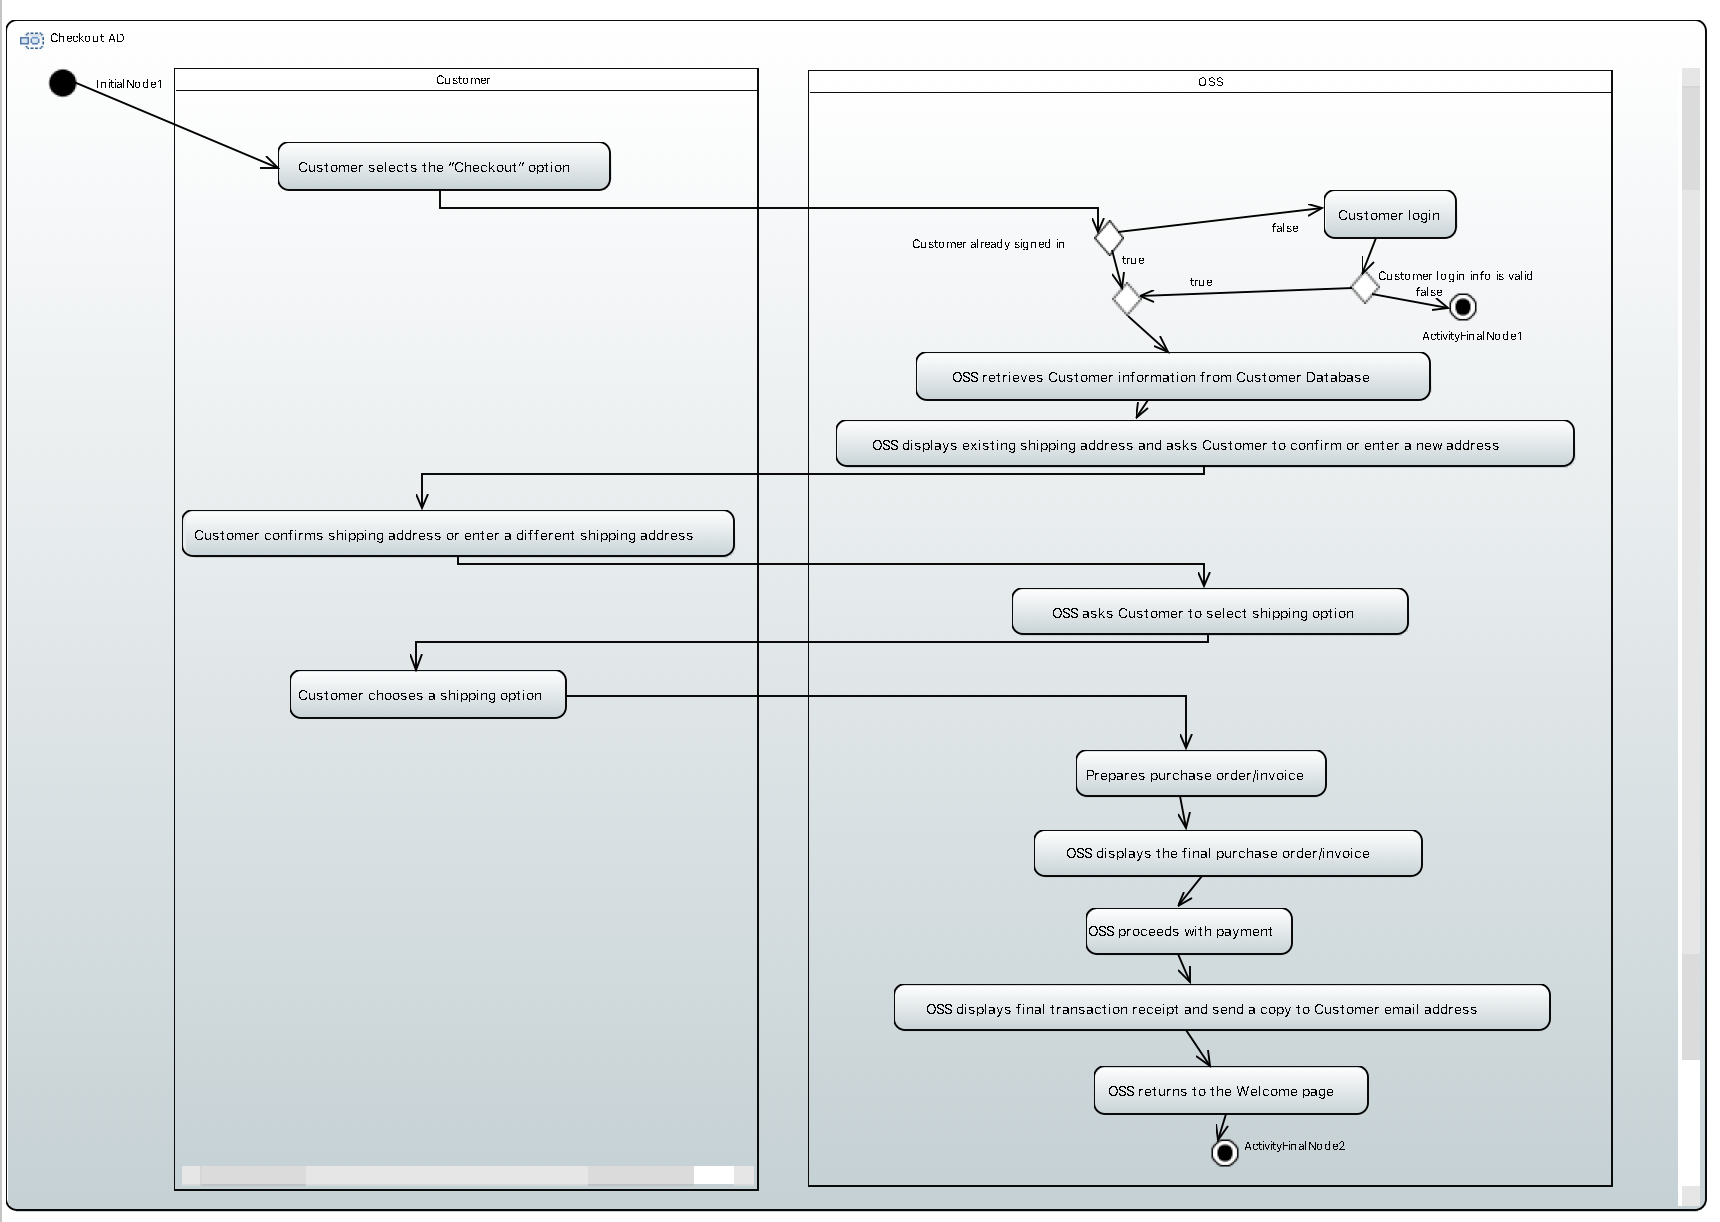 Checkout AD
InitialNode1
Customer
OSS
Customer selects the "Checkout" option
Customer login
false
Customer already signed in
true
Customer login info is valid
true
false
ActivityFinalNode1
OSS retrieves Customer information from Customer Database
OSS displays existing shipping address and asks Customer to confirm or enter a new address
Customer confirms shipping address or enter a different shipping address
OSS asks Customer to select shipping option
Customer chooses a shipping option
Prepares purchase order/invoice
OSS displays the final purchase order/invoice
OSS proceeds with payment
OSS displays final transaction receipt and send a copy to Customer email address
OSS returns to the Welcome page
ActivityFinalNode2